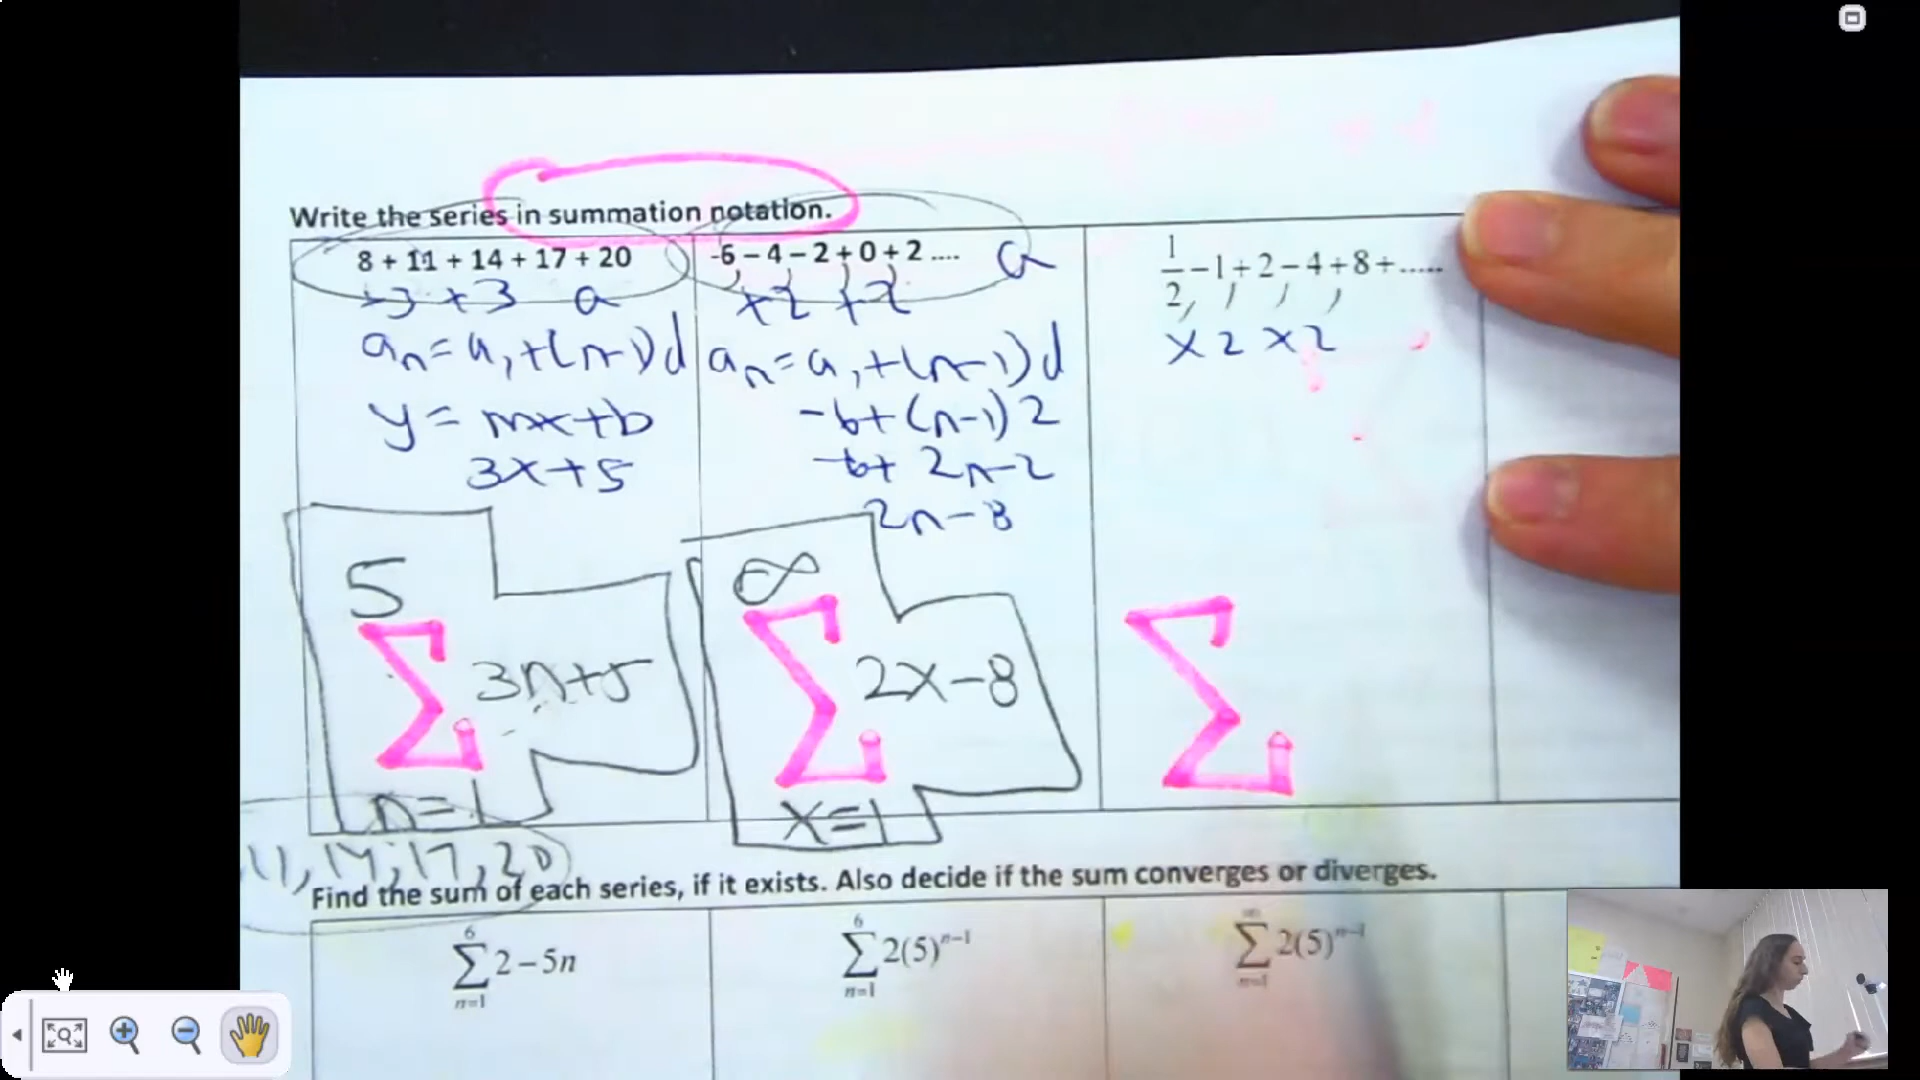 Write the series in summation notation.
8 + 11 + 14 + 17 + 20
+3 +3 a
aₙ = a₁ + (n-1)d
y = mx+b
3x+5
5
∑ 3n+5
n=1
11, 14, 17, 20
-6 – 4 – 2 + 0 + 2 .... a
+2 +2
aₙ = a₁ + (n-1)d
-6+(n-1)2
-6+ 2n-2
2n-8
∞
∑ 2x-8
x=1
1/2 – 1 + 2 – 4 + 8 + .....
x2 x2
∑
Find the sum of each series, if it exists. Also decide if the sum converges or diverges.
6
∑ 2 – 5n
n=1
6
∑ 2(5)ⁿ⁻¹
n=1
∞
∑ 2(5)ⁿ⁻¹
n=1